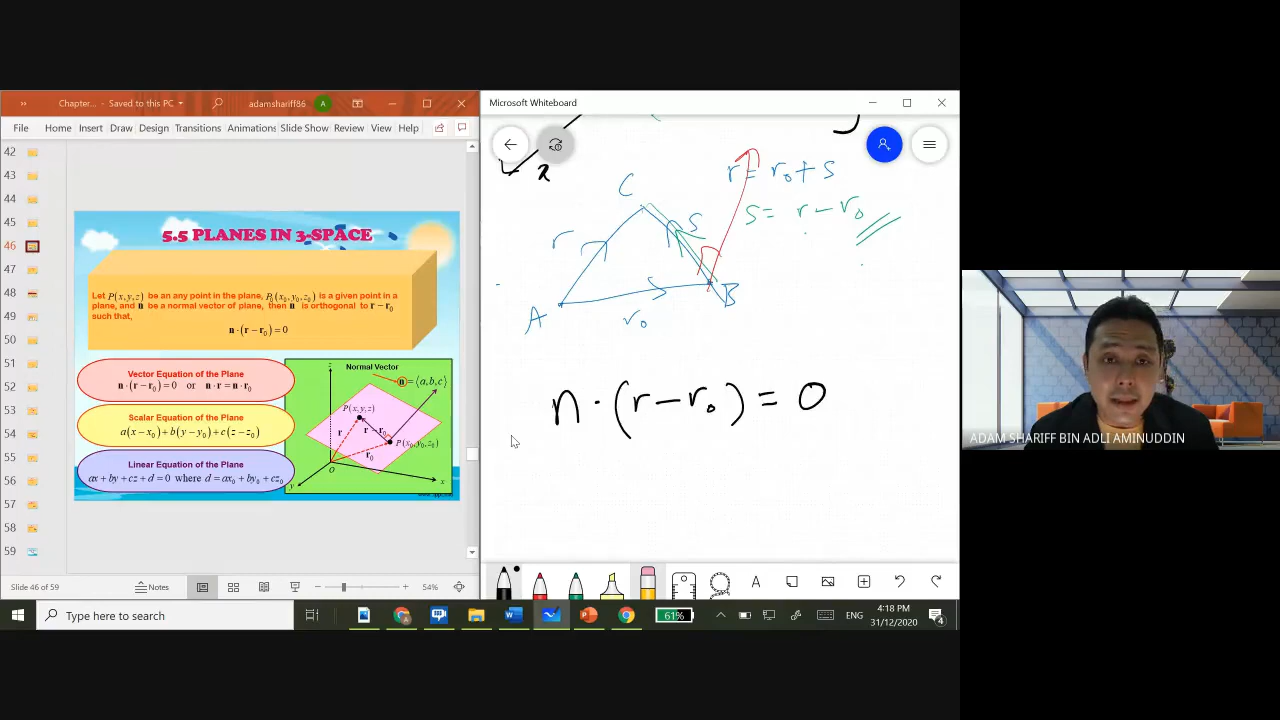 Chapter... - Saved to this PC
adamshariff86
A
File Home Insert Draw Design Transitions Animations Slide Show Review View Help
42
43
44
45
46
47
48
49
50
51
52
53
54
55
56
57
58
59
5.5 PLANES IN 3-SPACE
Let P(x, y, z) be an any point in the plane, P₀(x₀, y₀, z₀) is a given point in a
plane, and n be a normal vector of plane, then n is orthogonal to r − r₀
such that,
n·(r − r₀) = 0
Vector Equation of the Plane
n·(r − r₀) = 0 or n·r = n·r₀
Scalar Equation of the Plane
a(x − x₀) + b(y − y₀) + c(z − z₀)
Linear Equation of the Plane
ax + by + cz + d = 0 where d = ax₀ + by₀ + cz₀
Normal Vector
n = ⟨a, b, c⟩
z
P(x, y, z)
r
r − r₀
P(x₀, y₀, z₀)
r₀
O
y
x
Slide 46 of 59
Notes
54%
Microsoft Whiteboard
x
y
C
r
S
A
r₀
B
r = r₀ + S
S = r − r₀
n · (r − r₀) = 0
A
Type here to search
61%
ENG
4:18 PM
31/12/2020
4
ADAM SHARIFF BIN ADLI AMINUDDIN